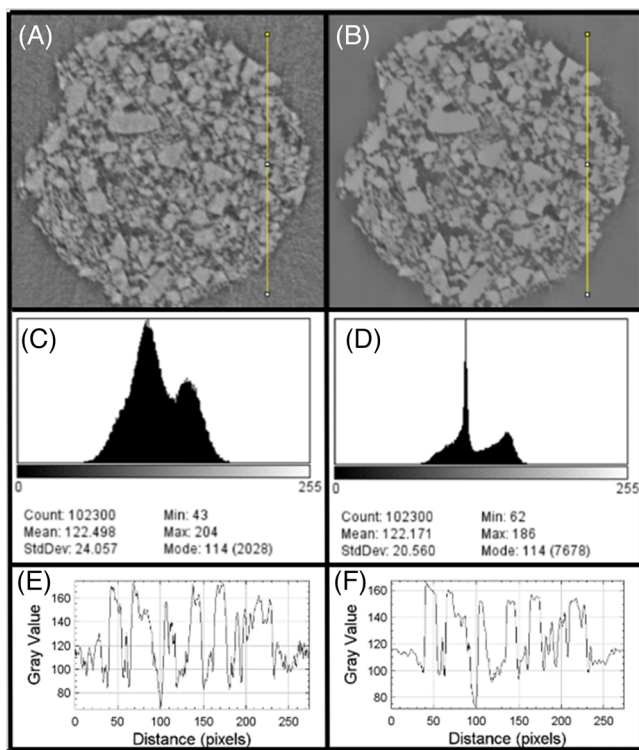 (A) (B)
(C) (D)
0 255 0 255
Count: 102300 Min: 43
Mean: 122.498 Max: 204
StdDev: 24.057 Mode: 114 (2028)
Count: 102300 Min: 62
Mean: 122.171 Max: 186
StdDev: 20.560 Mode: 114 (7678)
(E)
160
140
120
100
80
Gray Value
0 50 100 150 200 250
Distance (pixels)
(F)
160
140
120
100
80
Gray Value
0 50 100 150 200 250
Distance (pixels)